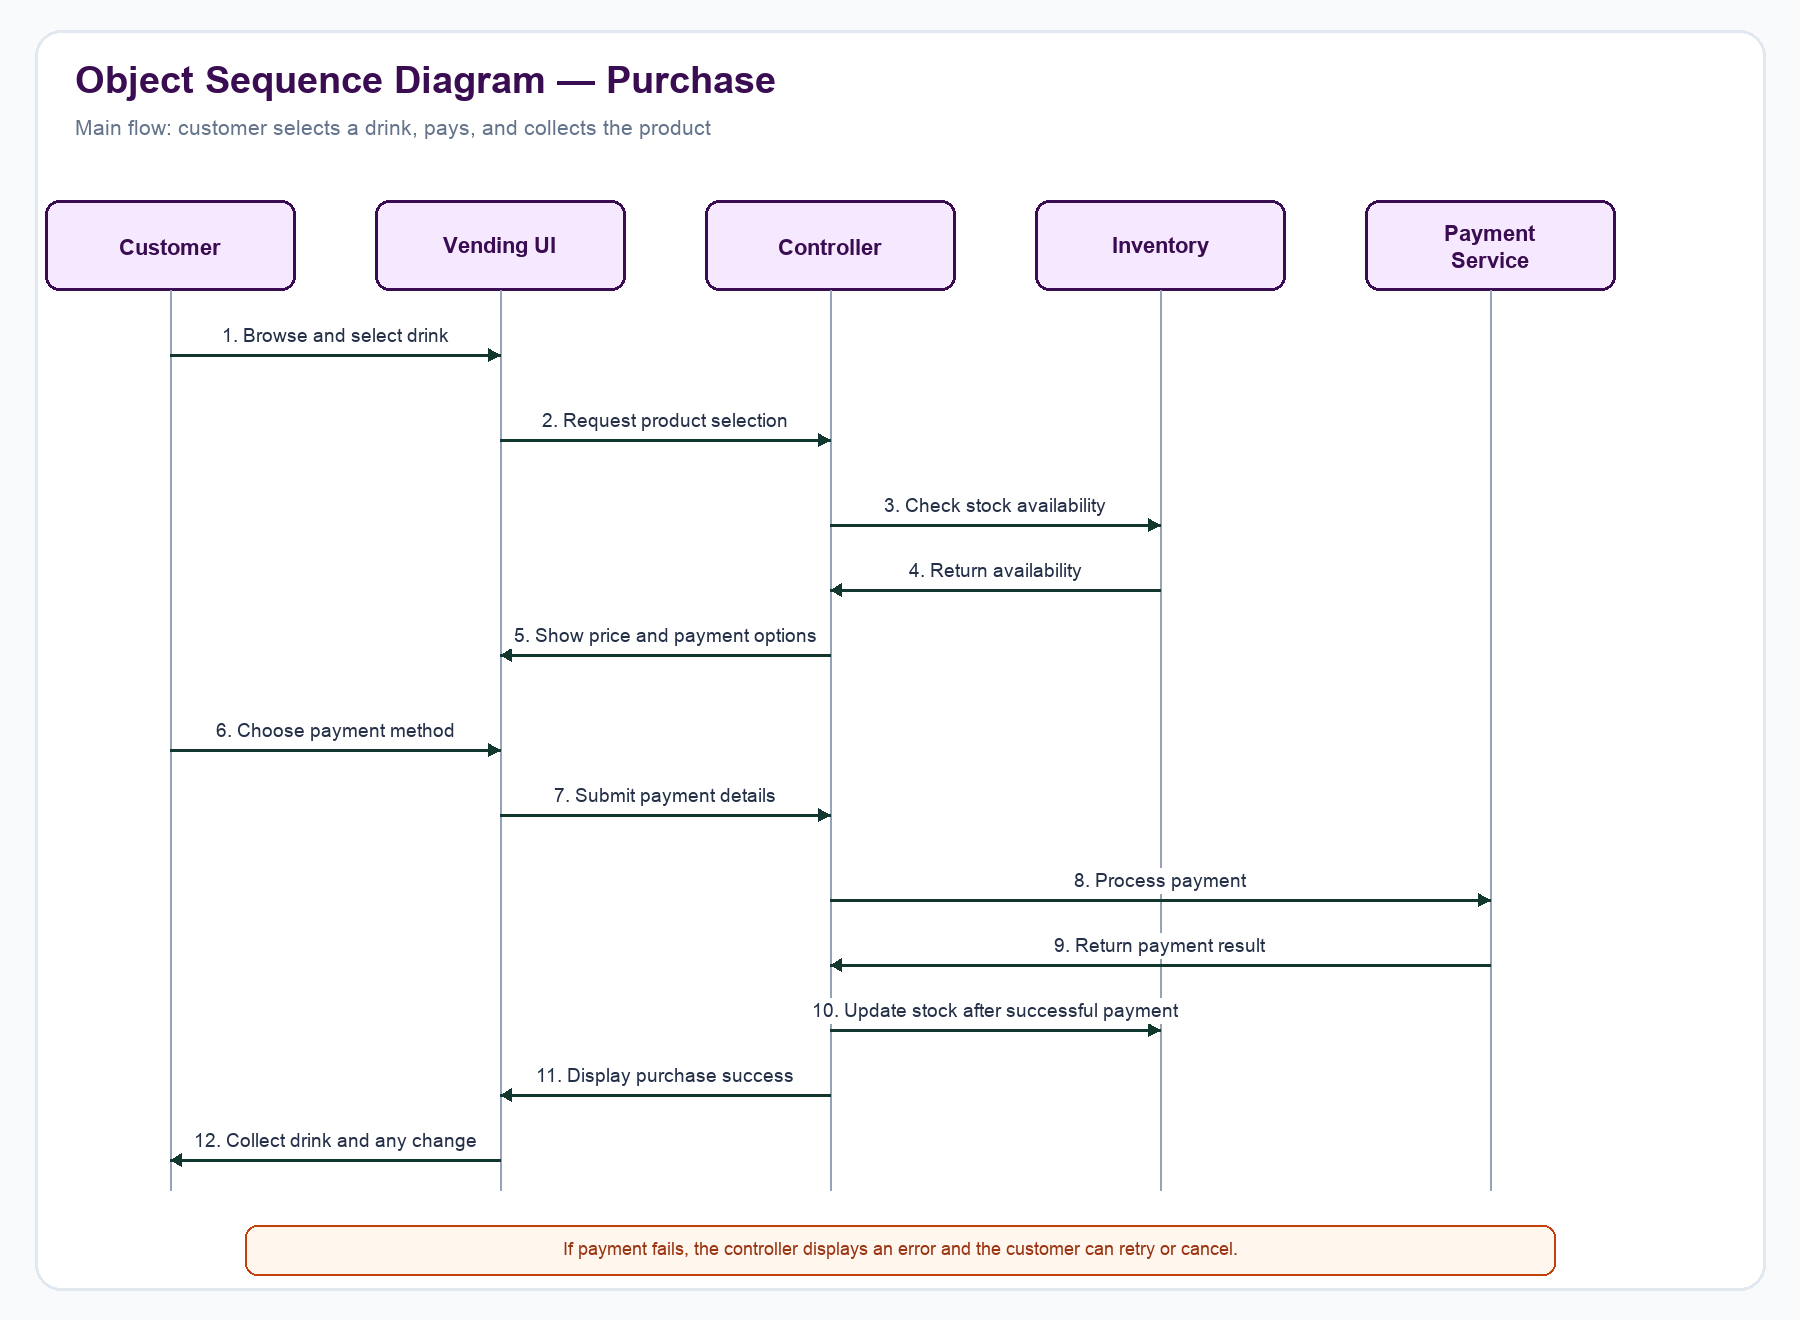 Object Sequence Diagram — Purchase
Main flow: customer selects a drink, pays, and collects the product
Customer
Vending UI
Controller
Inventory
Payment
Service
1. Browse and select drink
2. Request product selection
3. Check stock availability
4. Return availability
5. Show price and payment options
6. Choose payment method
7. Submit payment details
8. Process payment
9. Return payment result
10. Update stock after successful payment
11. Display purchase success
12. Collect drink and any change
If payment fails, the controller displays an error and the customer can retry or cancel.